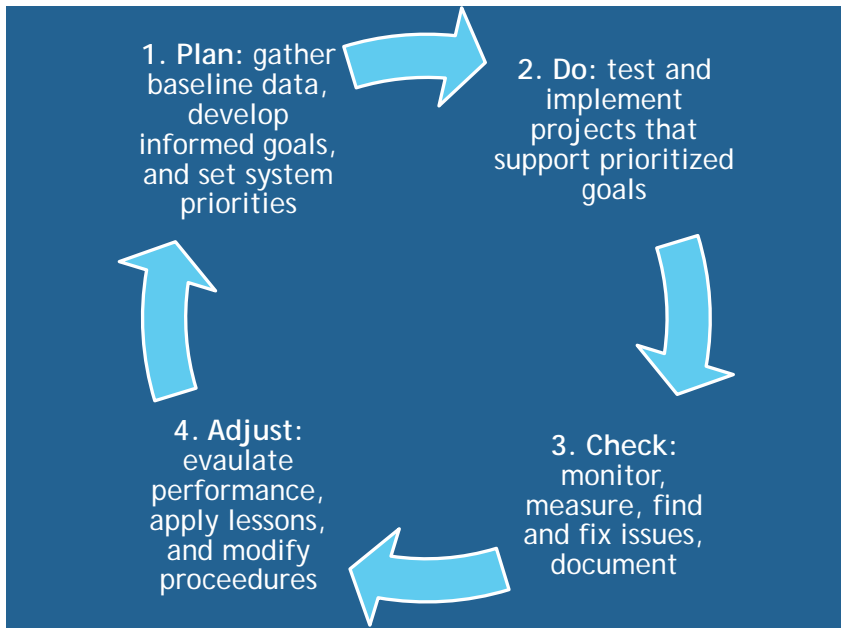 1. Plan: gather
baseline data,
develop
informed goals,
and set system
priorities
2. Do: test and
implement
projects that
support prioritized
goals
3. Check:
monitor,
measure, find
and fix issues,
document
4. Adjust:
evaulate
performance,
apply lessons,
and modify
proceedures